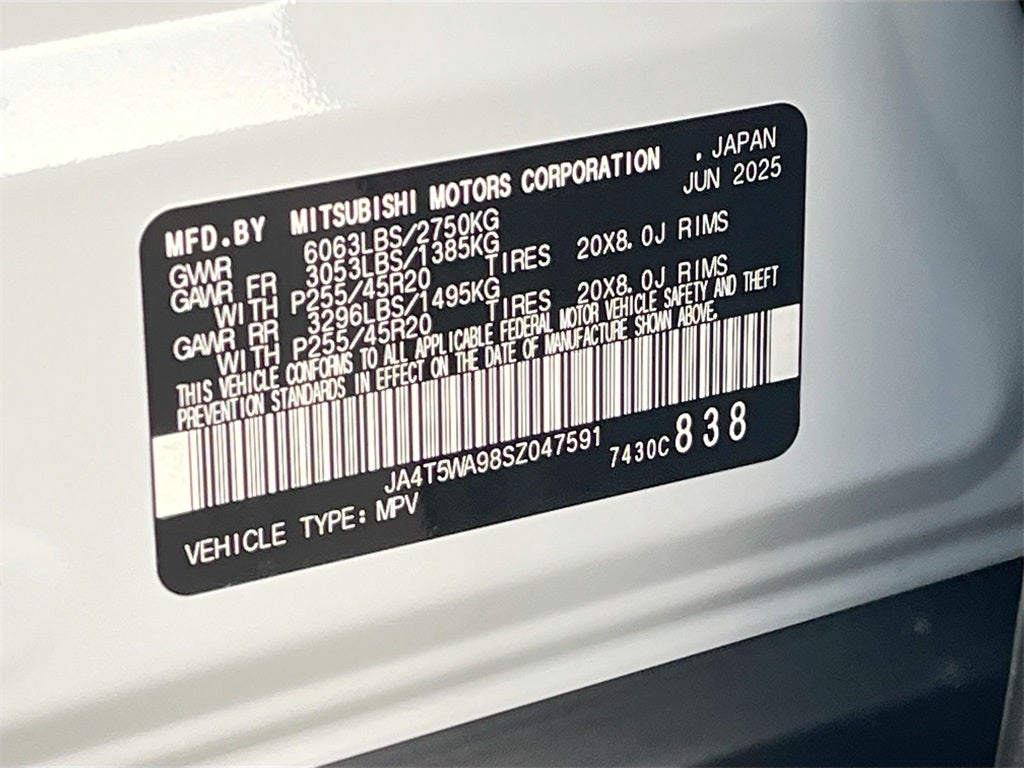 MFD.BY MITSUBISHI MOTORS CORPORATION . JAPAN
JUN 2025
GVWR 6063LBS/2750KG
GAWR FR 3053LBS/1385KG
WITH P255/45R20 TIRES 20X8.0J RIMS
GAWR RR 3296LBS/1495KG
WITH P255/45R20 TIRES 20X8.0J RIMS
THIS VEHICLE CONFORMS TO ALL APPLICABLE FEDERAL MOTOR VEHICLE SAFETY AND THEFT
PREVENTION STANDARDS IN EFFECT ON THE DATE OF MANUFACTURE SHOWN ABOVE.
JA4T5WA98SZ047591 7430C 838
VEHICLE TYPE: MPV